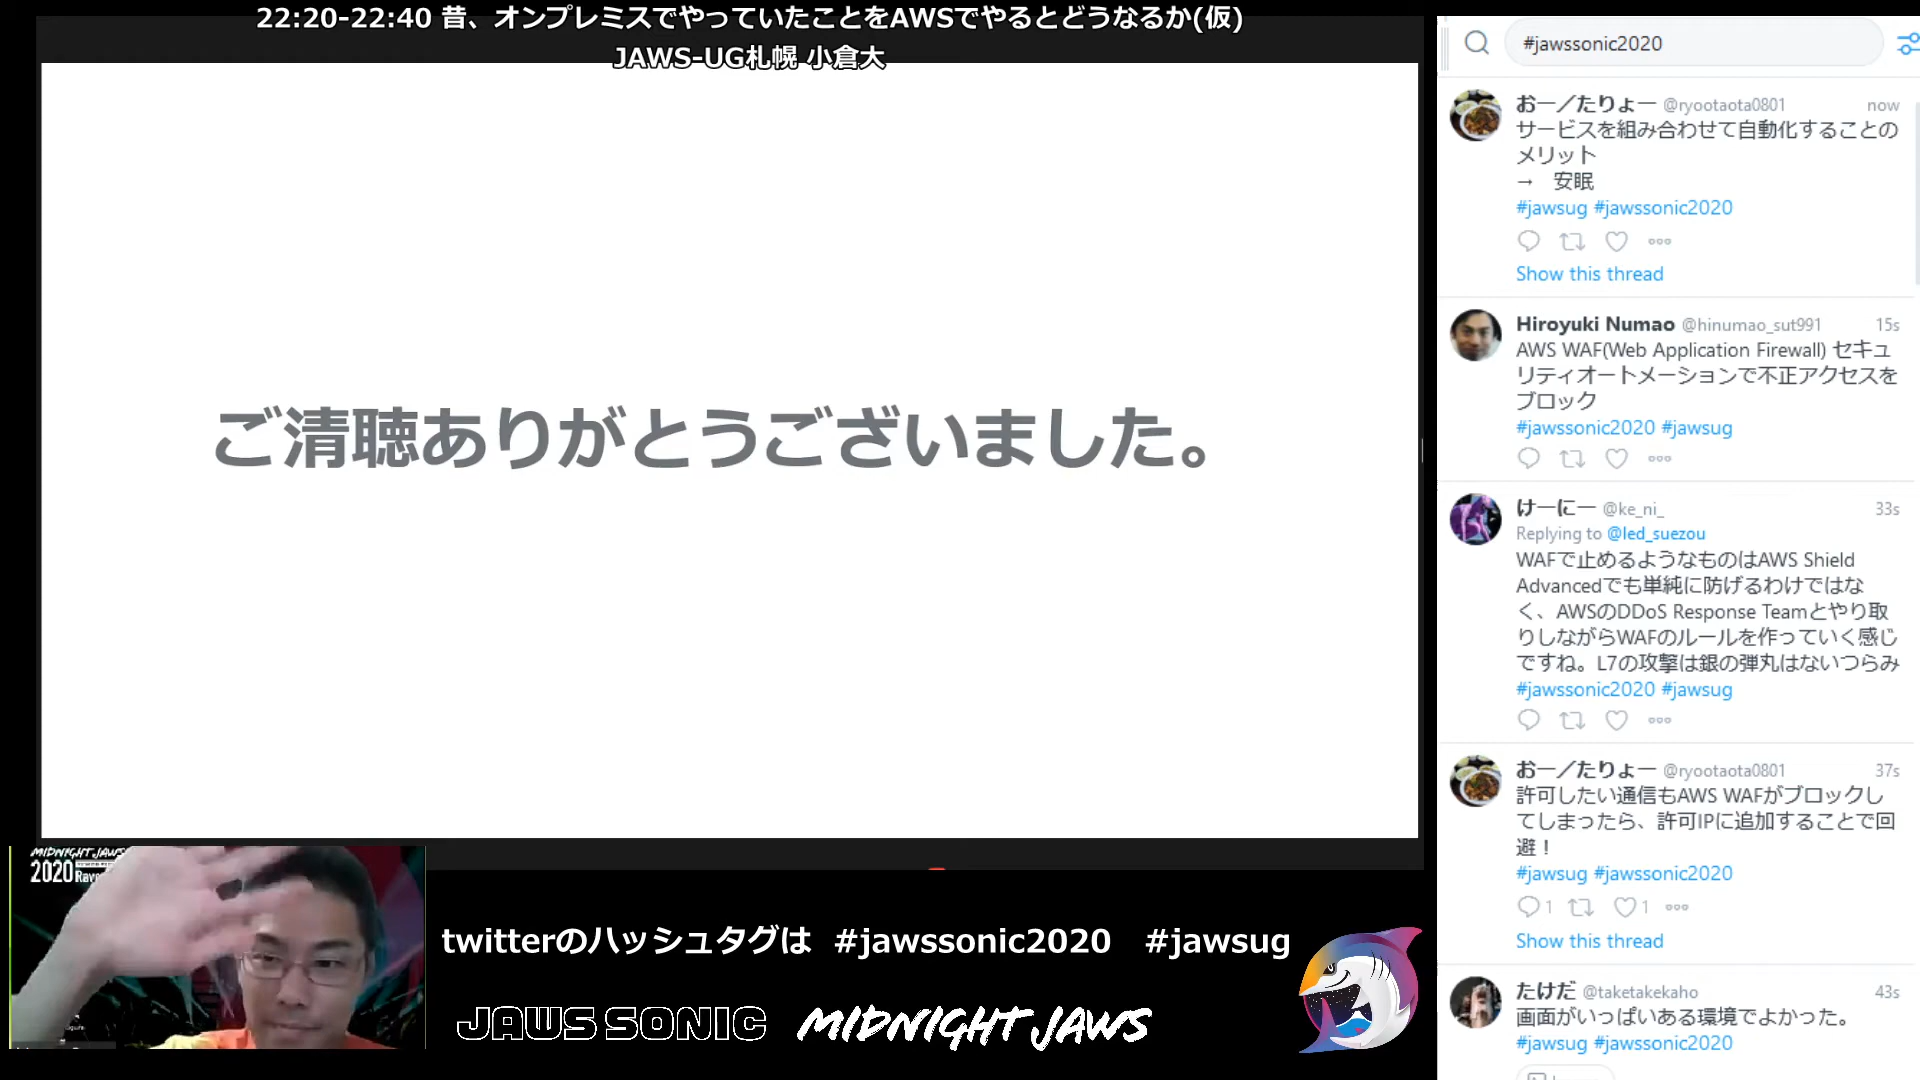 22:20-22:40 昔、オンプレミスでやっていたことをAWSでやるとどうなるか(仮)
JAWS-UG札幌 小倉大
ご清聴ありがとうございました。
MIDNIGHT JAWS
2020
twitterのハッシュタグは #jawssonic2020 #jawsug
JAWS SONIC MIDNIGHT JAWS
#jawssonic2020
おー／たりょー @ryootaota0801 now
サービスを組み合わせて自動化することの
メリット
→ 安眠
#jawsug #jawssonic2020
Show this thread
Hiroyuki Numao @hinumao_sut991 15s
AWS WAF(Web Application Firewall) セキュ
リティオートメーションで不正アクセスを
ブロック
#jawssonic2020 #jawsug
けーにー @ke_ni_ 33s
Replying to @led_suezou
WAFで止めるようなものはAWS Shield
Advancedでも単純に防げるわけではな
く、AWSのDDoS Response Teamとやり取
りしながらWAFのルールを作っていく感じ
ですね。L7の攻撃は銀の弾丸はないつらみ
#jawssonic2020 #jawsug
おー／たりょー @ryootaota0801 37s
許可したい通信もAWS WAFがブロックし
てしまったら、許可IPに追加することで回
避！
#jawsug #jawssonic2020
1 1
Show this thread
たけだ @taketakekaho 43s
画面がいっぱいある環境でよかった。
#jawsug #jawssonic2020